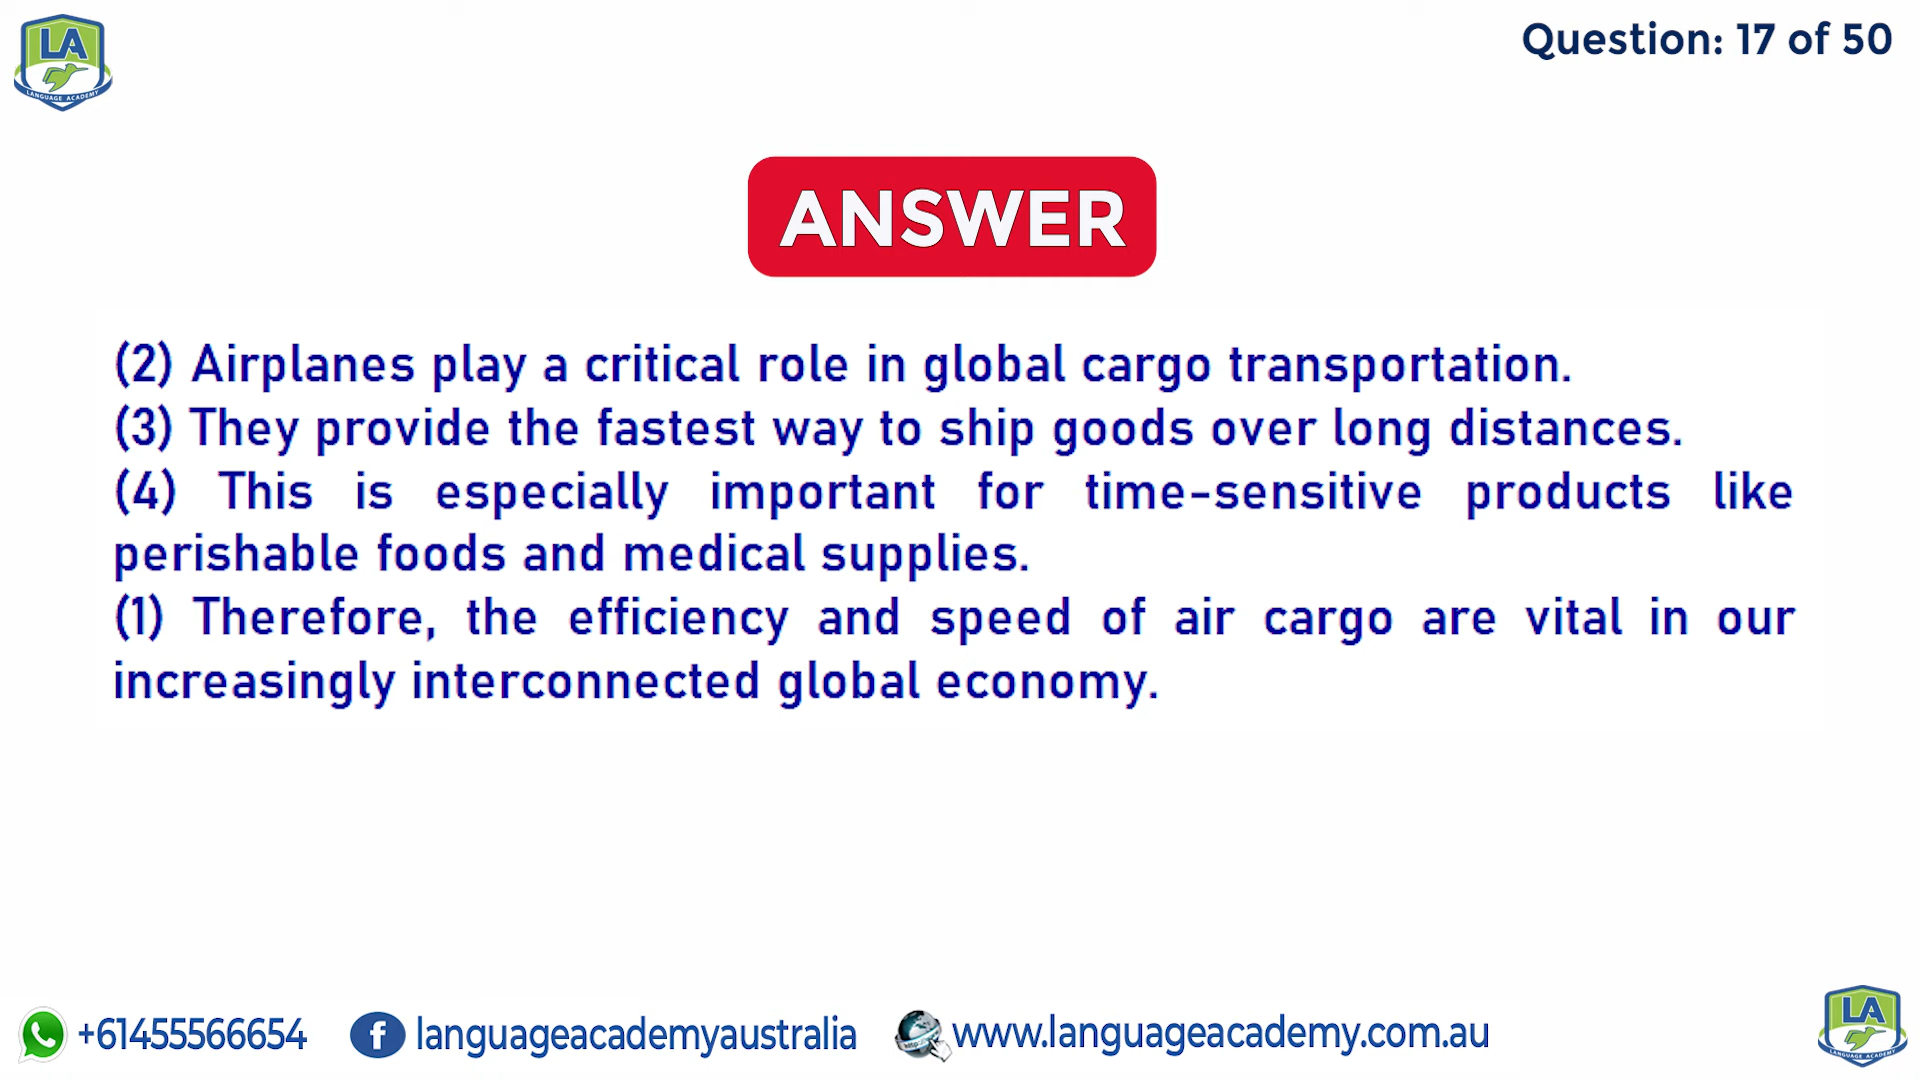 LA
LANGUAGE ACADEMY
Question: 17 of 50
ANSWER
(2) Airplanes play a critical role in global cargo transportation.
(3) They provide the fastest way to ship goods over long distances.
(4) This is especially important for time-sensitive products like
perishable foods and medical supplies.
(1) Therefore, the efficiency and speed of air cargo are vital in our
increasingly interconnected global economy.
+61455566654
f
languageacademyaustralia
www.languageacademy.com.au
LA
LANGUAGE ACADEMY